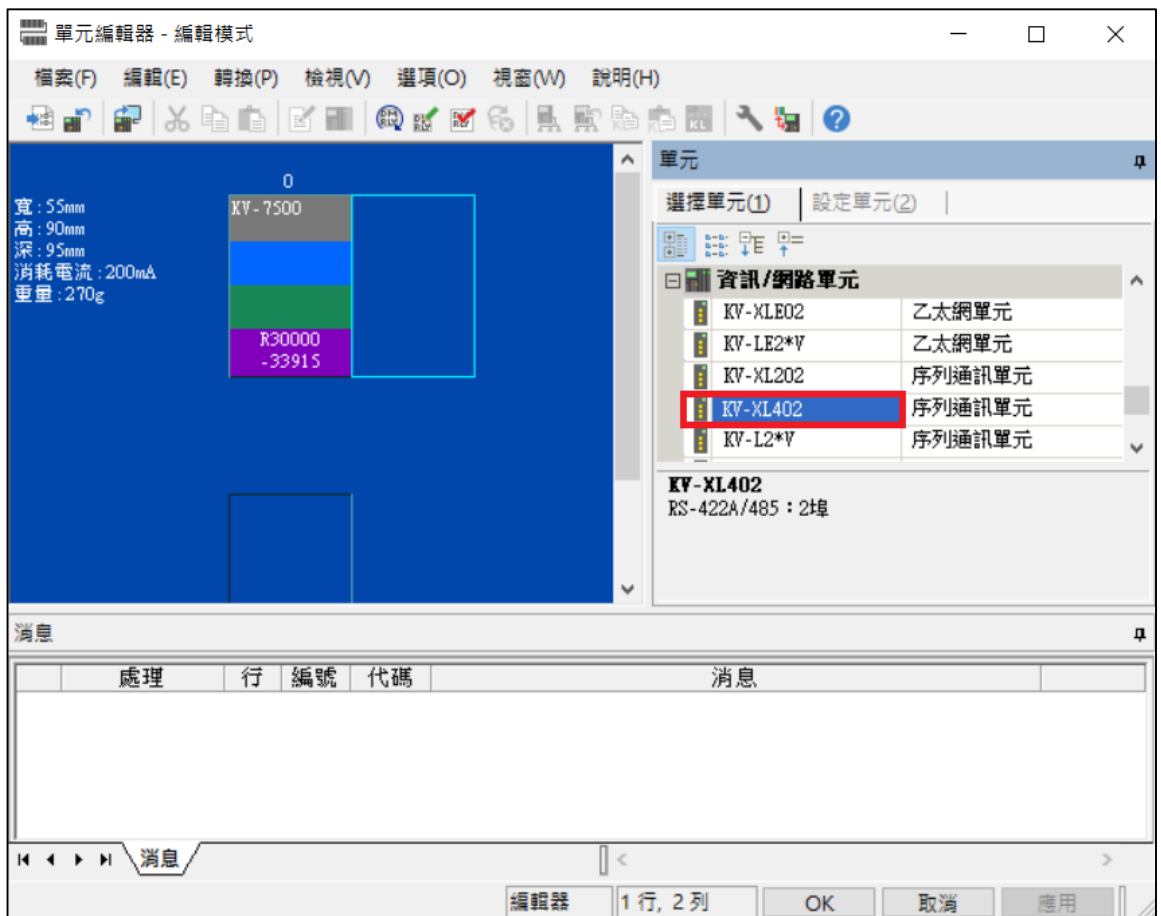 單元編輯器 - 編輯模式
檔案(F) 編輯(E) 轉換(P) 檢視(V) 選項(O) 視窗(W) 說明(H)
0
寬:55mm
高:90mm
深:95mm
消耗電流:200mA
重量:270g
KV-7500
R30000
-33915
單元
選擇單元(1) 設定單元(2)
資訊/網路單元
KV-XLE02 乙太網單元
KV-LE2*V 乙太網單元
KV-XL202 序列通訊單元
KV-XL402 序列通訊單元
KV-L2*V 序列通訊單元
KV-XL402
RS-422A/485:2埠
消息
處理 行 編號 代碼 消息
消息
編輯器 1 行, 2 列 OK 取消 應用